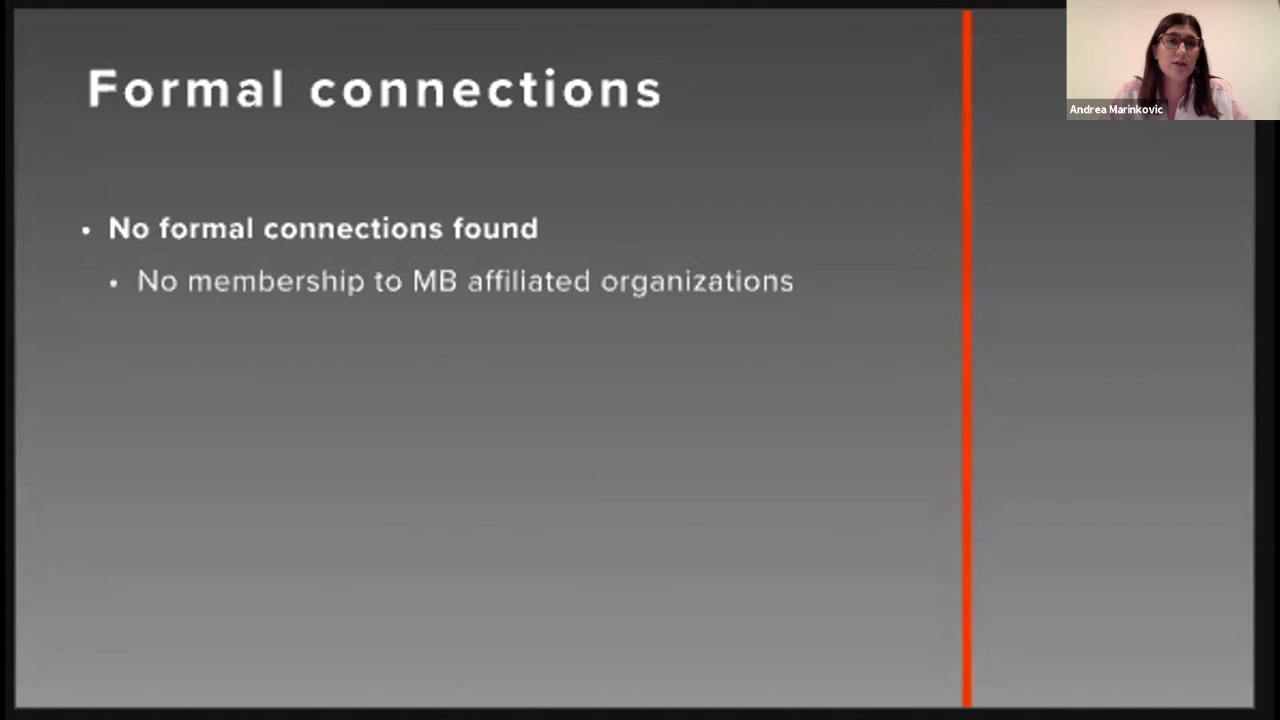 Formal connections
Andrea Marinkovic
• No formal connections found
• No membership to MB affiliated organizations